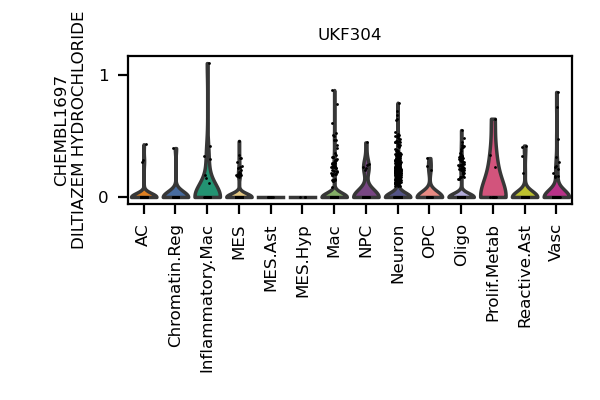 UKF304
CHEMBL1697
DILTIAZEM HYDROCHLORIDE
1
0
AC
Chromatin.Reg
Inflammatory.Mac
MES
MES.Ast
MES.Hyp
Mac
NPC
Neuron
OPC
Oligo
Prolif.Metab
Reactive.Ast
Vasc